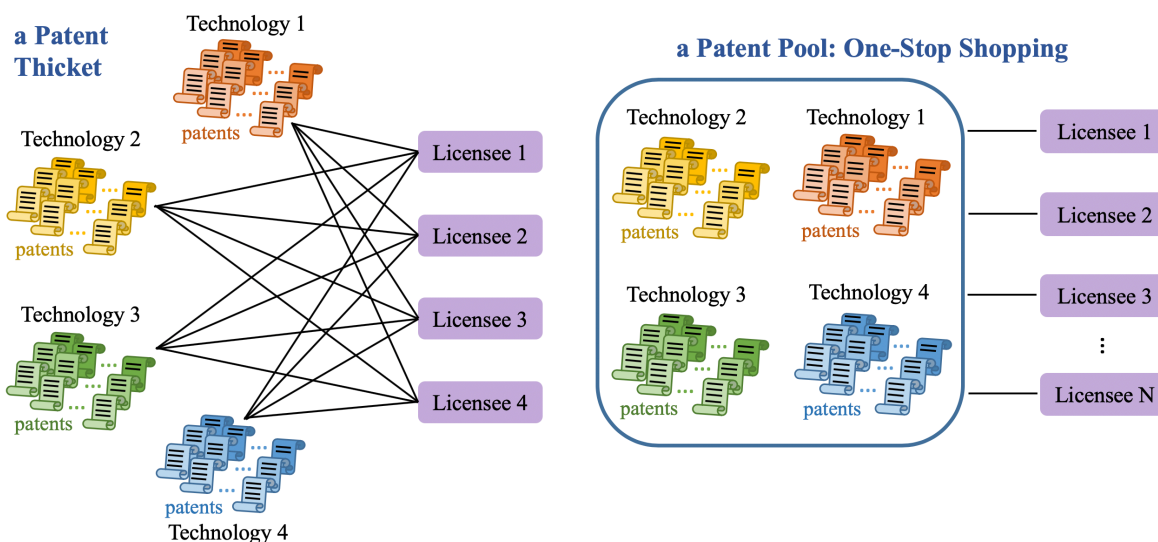 a Patent
Thicket
Technology 1
patents
Technology 2
patents
Technology 3
patents
patents
Technology 4
Licensee 1
Licensee 2
Licensee 3
Licensee 4
a Patent Pool: One-Stop Shopping
Technology 2
patents
Technology 1
patents
Technology 3
patents
Technology 4
patents
Licensee 1
Licensee 2
Licensee 3
Licensee N